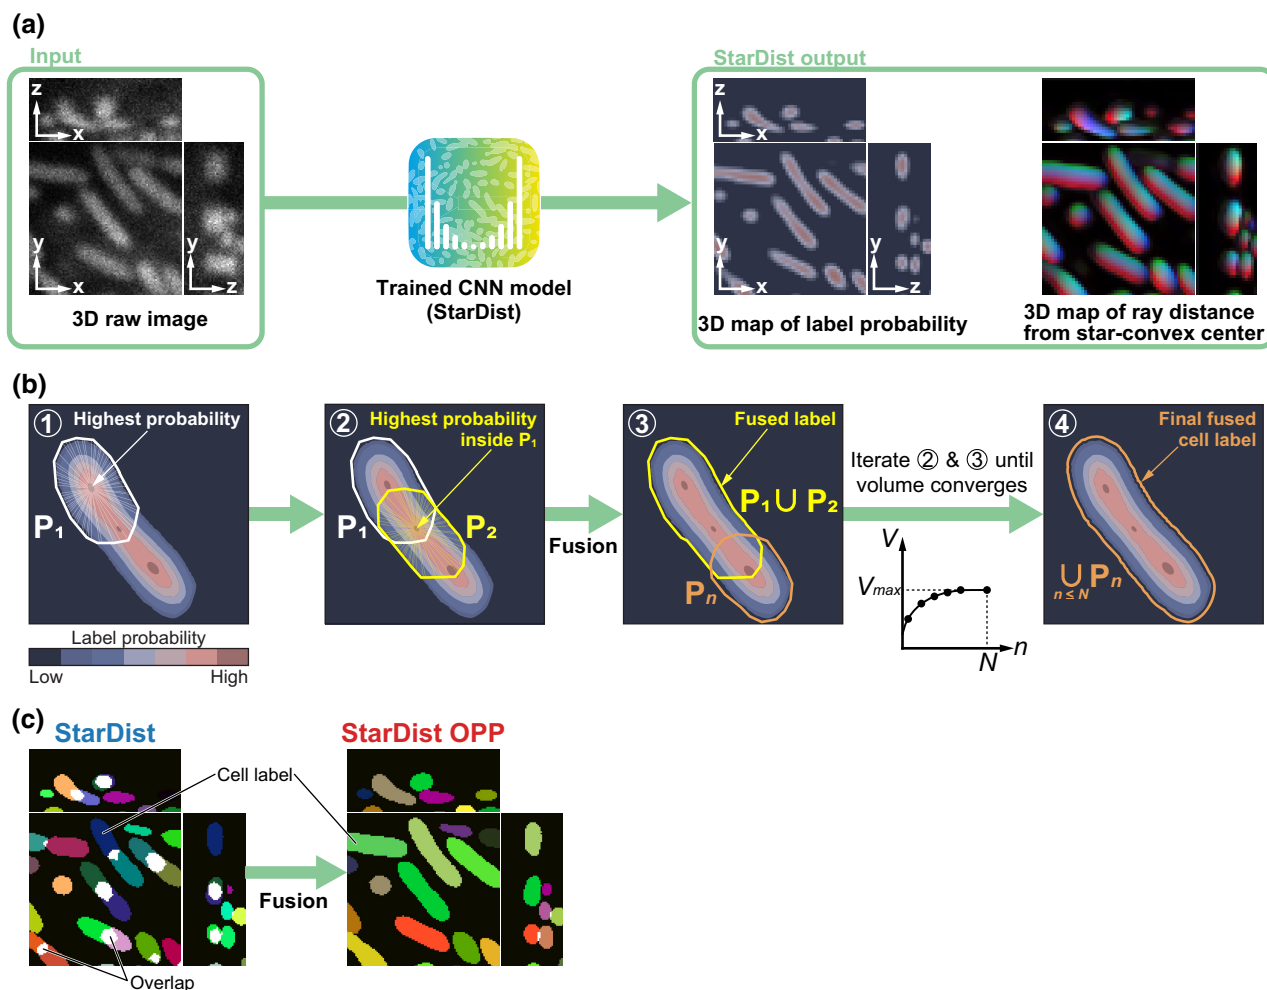 (a)
Input
StarDist output
z
x
y
x
y
z
3D raw image
Trained CNN model
(StarDist)
z
x
y
x
y
z
3D map of label probability
3D map of ray distance
from star-convex center
(b)
① Highest probability
P1
Label probability
Low High
② Highest probability
inside P1
P1
P2
Fusion
③ Fused label
P1 ∪ P2
Pn
Iterate ② & ③ until
volume converges
V
Vmax
N n
④ Final fused
cell label
∪ Pn
n ≤ N
(c)
StarDist
StarDist OPP
Cell label
Fusion
Overlap